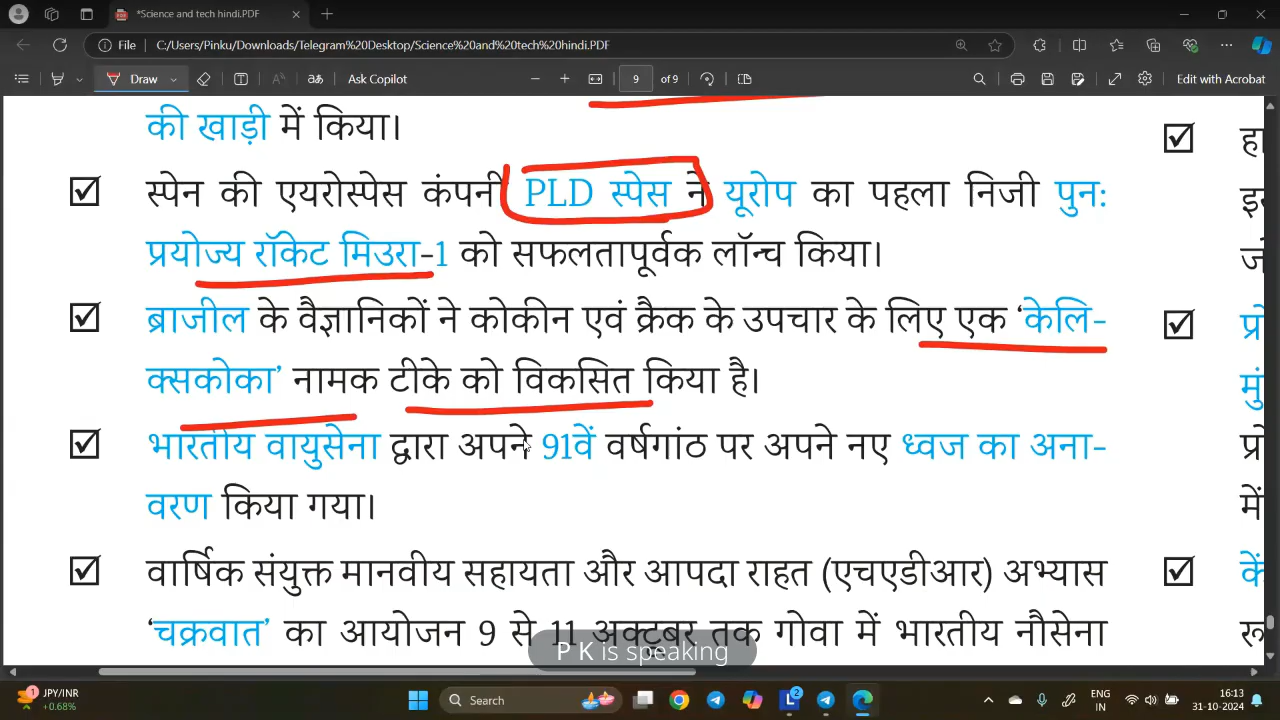 *Science and tech hindi.PDF
File C:/Users/Pinku/Downloads/Telegram%20Desktop/Science%20and%20tech%20hindi.PDF
Draw Ask Copilot 9 of 9 Edit with Acrobat
की खाड़ी में किया।
स्पेन की एयरोस्पेस कंपनी PLD स्पेस ने यूरोप का पहला निजी पुनः
प्रयोज्य रॉकेट मिउरा-1 को सफलतापूर्वक लॉन्च किया।
ब्राजील के वैज्ञानिकों ने कोकीन एवं क्रैक के उपचार के लिए एक ‘केलि-
क्सकोका’ नामक टीके को विकसित किया है।
भारतीय वायुसेना द्वारा अपने 91वें वर्षगांठ पर अपने नए ध्वज का अना-
वरण किया गया।
वार्षिक संयुक्त मानवीय सहायता और आपदा राहत (एचएडीआर) अभ्यास
‘चक्रवात’ का आयोजन 9 से 11 अक्टूबर तक गोवा में भारतीय नौसेना
P K is speaking
JPY/INR
+0.68%
Search
ENG
IN
16:13
31-10-2024